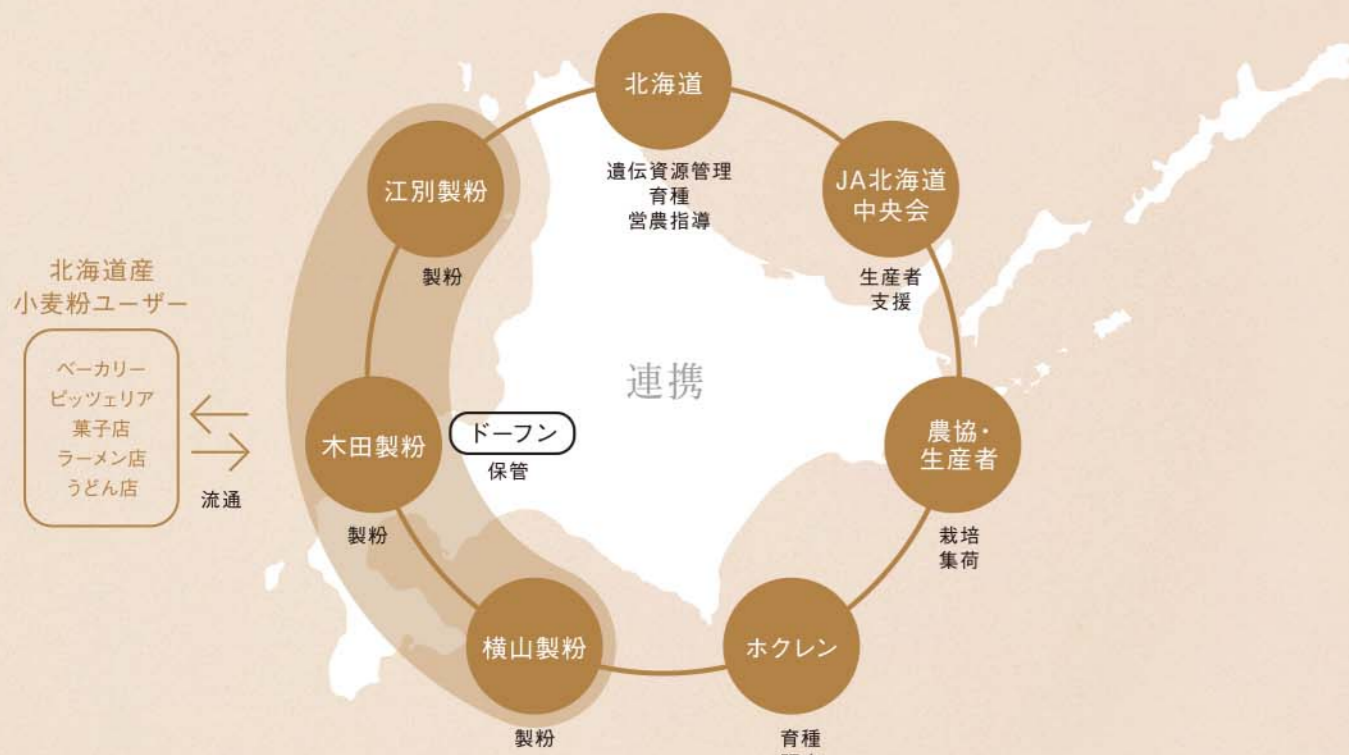 北海道
遺伝資源管理
育種
営農指導
JA北海道
中央会
生産者
支援
農協・
生産者
栽培
集荷
ホクレン
育種
横山製粉
製粉
木田製粉
製粉
ドーフン
保管
江別製粉
製粉
連携
北海道産
小麦粉ユーザー
ベーカリー
ピッツェリア
菓子店
ラーメン店
うどん店
流通